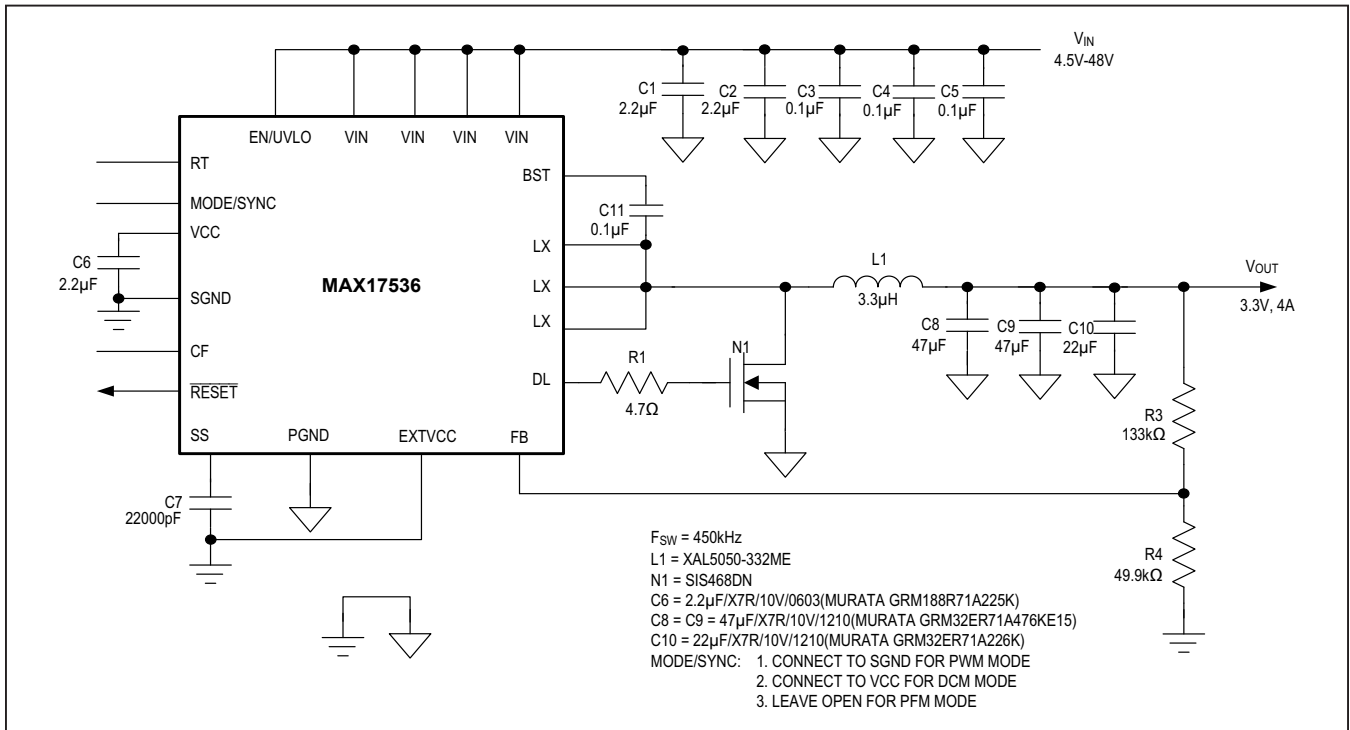 VIN
4.5V-48V
C1
2.2µF
C2
2.2µF
C3
0.1µF
C4
0.1µF
C5
0.1µF
EN/UVLO
VIN
VIN
VIN
VIN
RT
MODE/SYNC
VCC
C6
2.2µF
SGND
CF
RESET
MAX17536
BST
C11
0.1µF
LX
LX
LX
DL
R1
4.7Ω
N1
L1
3.3µH
C8
47µF
C9
47µF
C10
22µF
VOUT
3.3V, 4A
R3
133kΩ
R4
49.9kΩ
SS
PGND
EXTVCC
FB
C7
22000pF
FSW = 450kHz
L1 = XAL5050-332ME
N1 = SIS468DN
C6 = 2.2µF/X7R/10V/0603(MURATA GRM188R71A225K)
C8 = C9 = 47µF/X7R/10V/1210(MURATA GRM32ER71A476KE15)
C10 = 22µF/X7R/10V/1210(MURATA GRM32ER71A226K)
MODE/SYNC: 1. CONNECT TO SGND FOR PWM MODE
2. CONNECT TO VCC FOR DCM MODE
3. LEAVE OPEN FOR PFM MODE